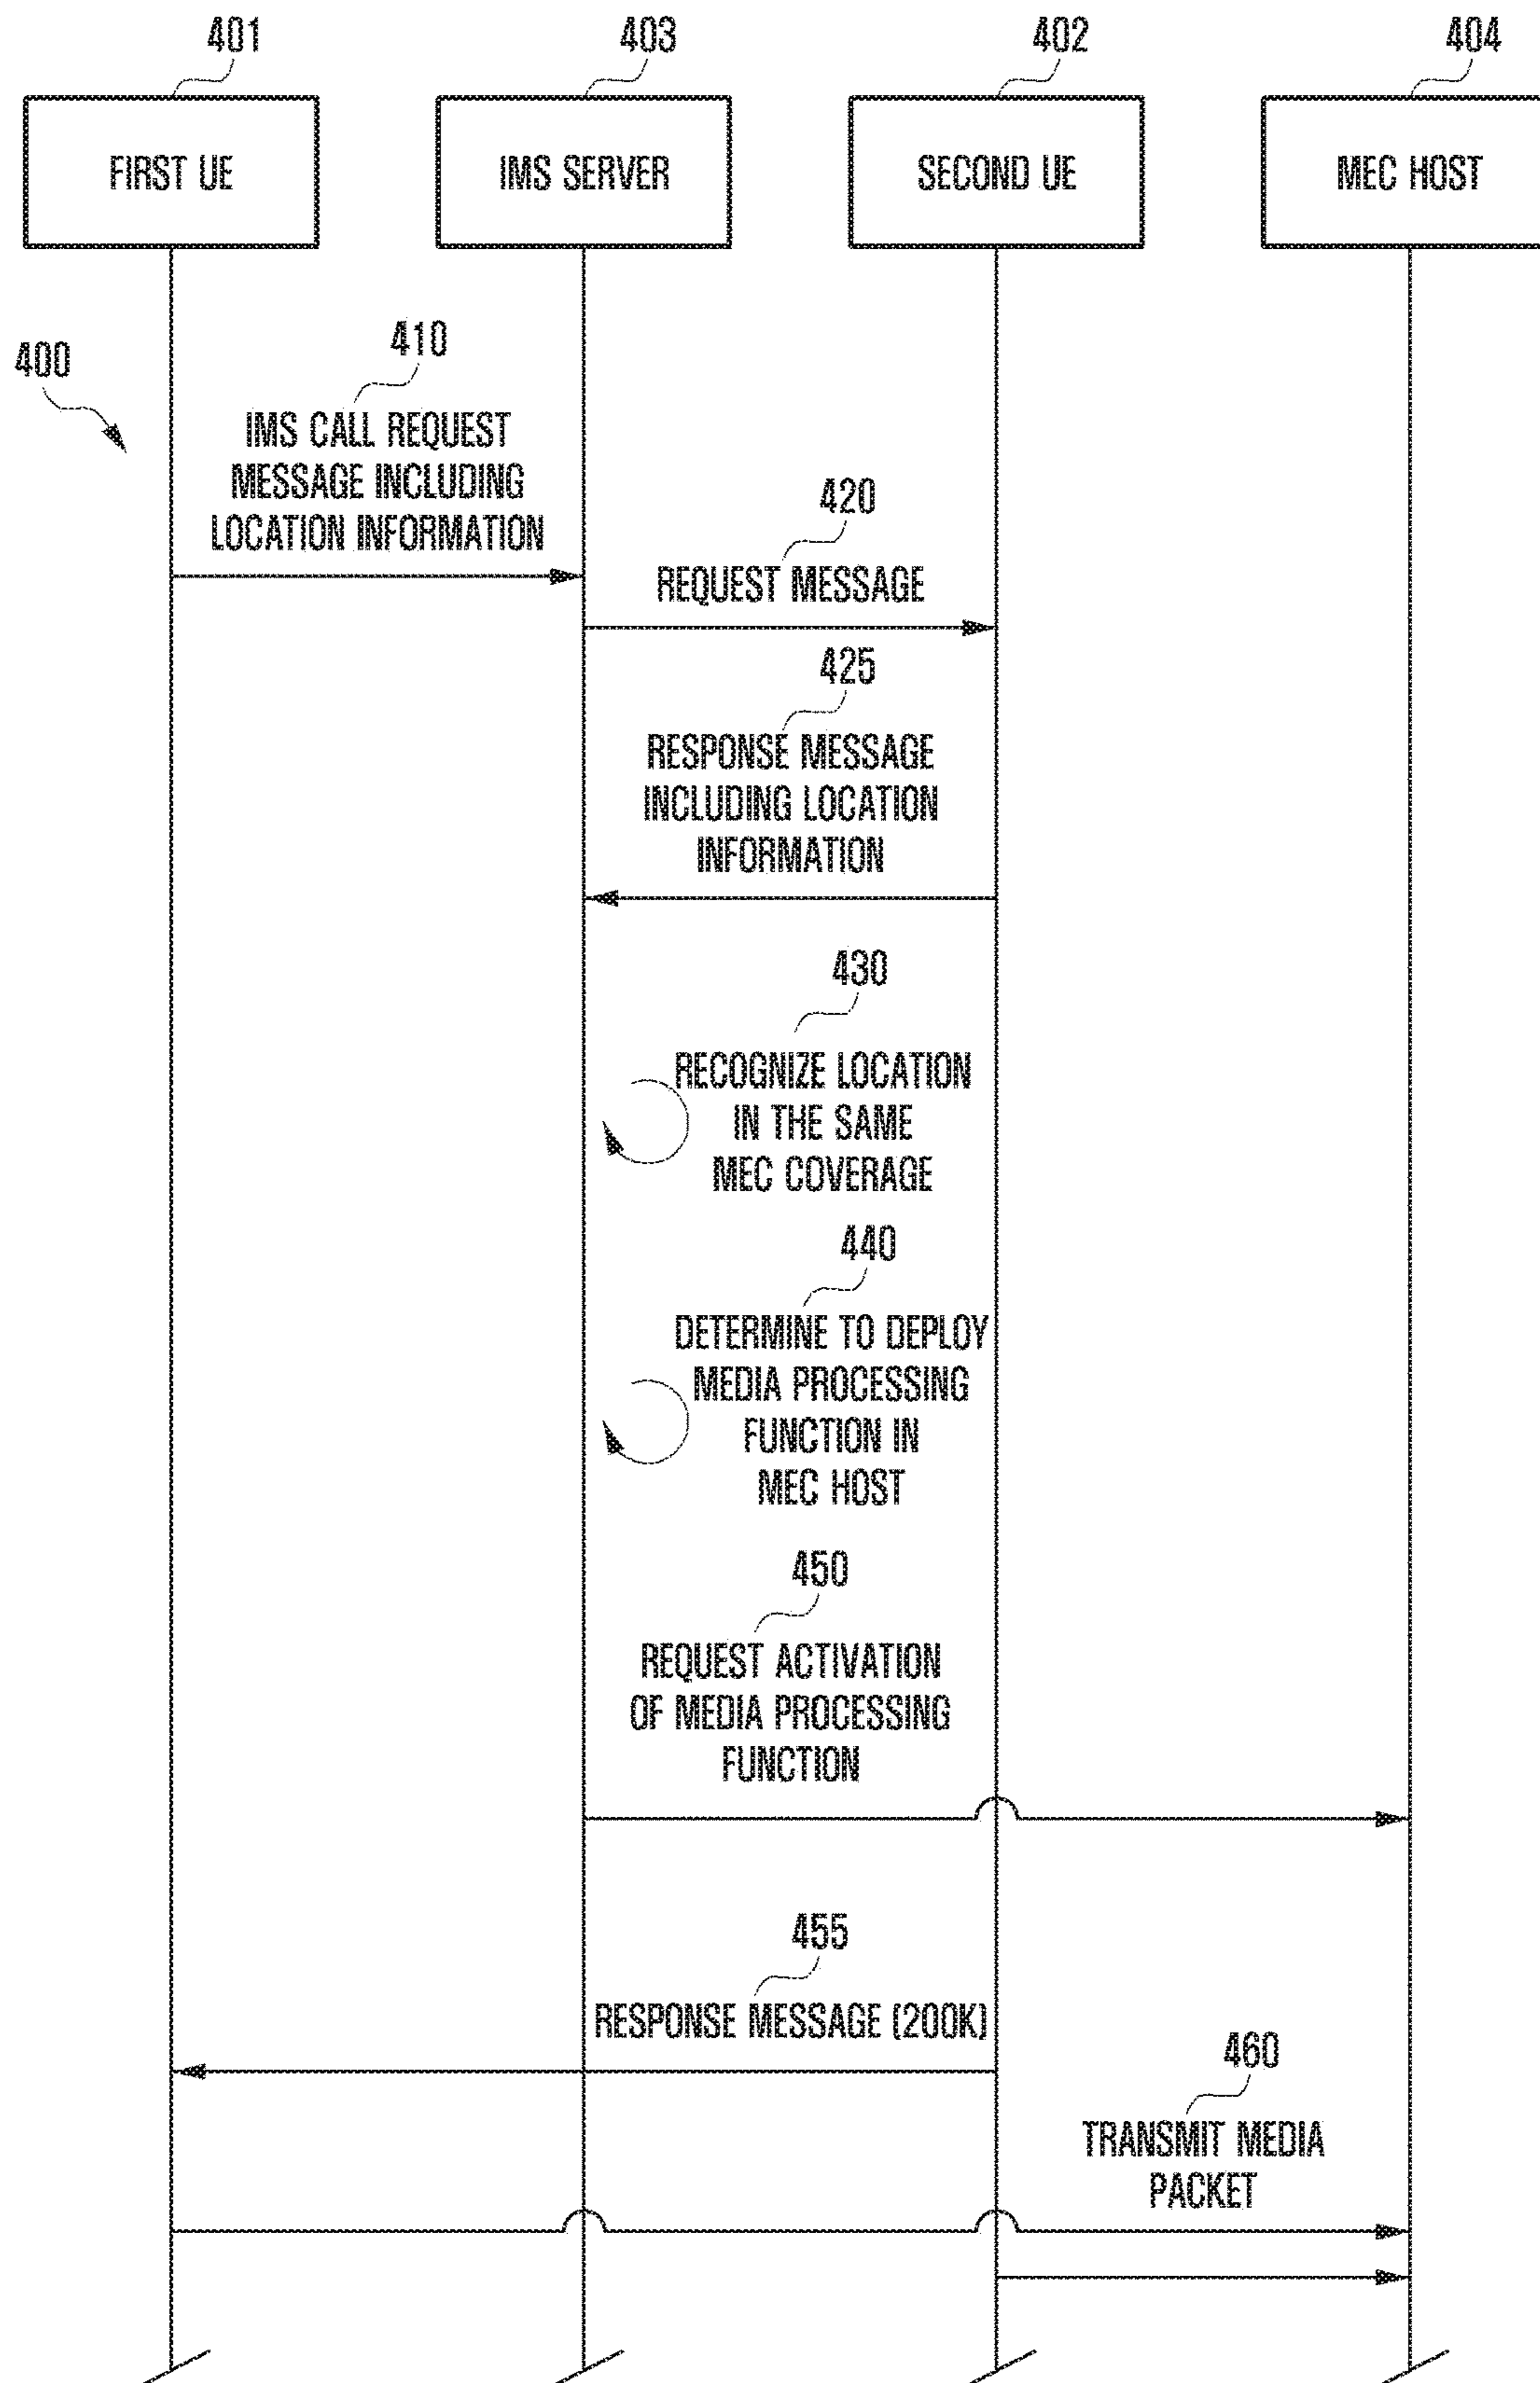 401
403
402
404
FIRST UE
IMS SERVER
SECOND UE
MEC HOST
400
410
IMS CALL REQUEST
MESSAGE INCLUDING
LOCATION INFORMATION
420
REQUEST MESSAGE
425
RESPONSE MESSAGE
INCLUDING LOCATION
INFORMATION
430
RECOGNIZE LOCATION
IN THE SAME
MEC COVERAGE
440
DETERMINE TO DEPLOY
MEDIA PROCESSING
FUNCTION IN
MEC HOST
450
REQUEST ACTIVATION
OF MEDIA PROCESSING
FUNCTION
455
RESPONSE MESSAGE (200K)
460
TRANSMIT MEDIA
PACKET